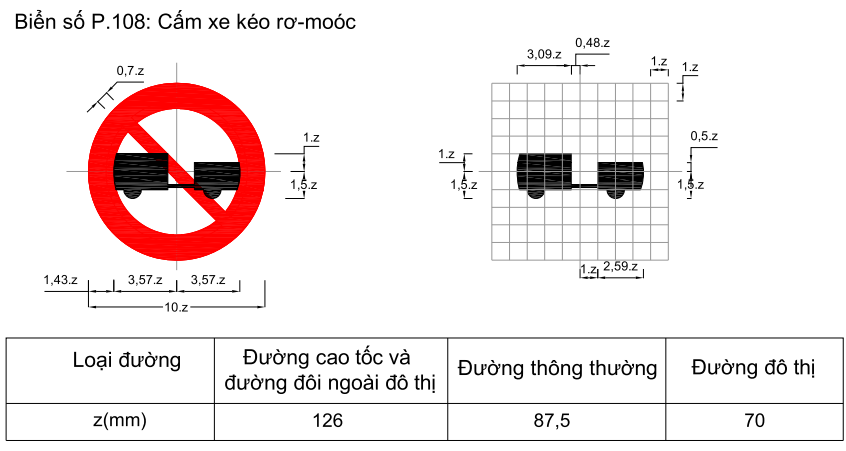 Biển số P.108: Cấm xe kéo rơ-moóc
0,7.z
1.z
1,5.z
1,43.z
3,57.z
3,57.z
10.z
0,48.z
3,09.z
1.z
1.z
0,5.z
1.z
1,5.z
1,5.z
1.z
2,59.z
Loại đường
Đường cao tốc và
đường đôi ngoài đô thị
Đường thông thường
Đường đô thị
z(mm)
126
87,5
70